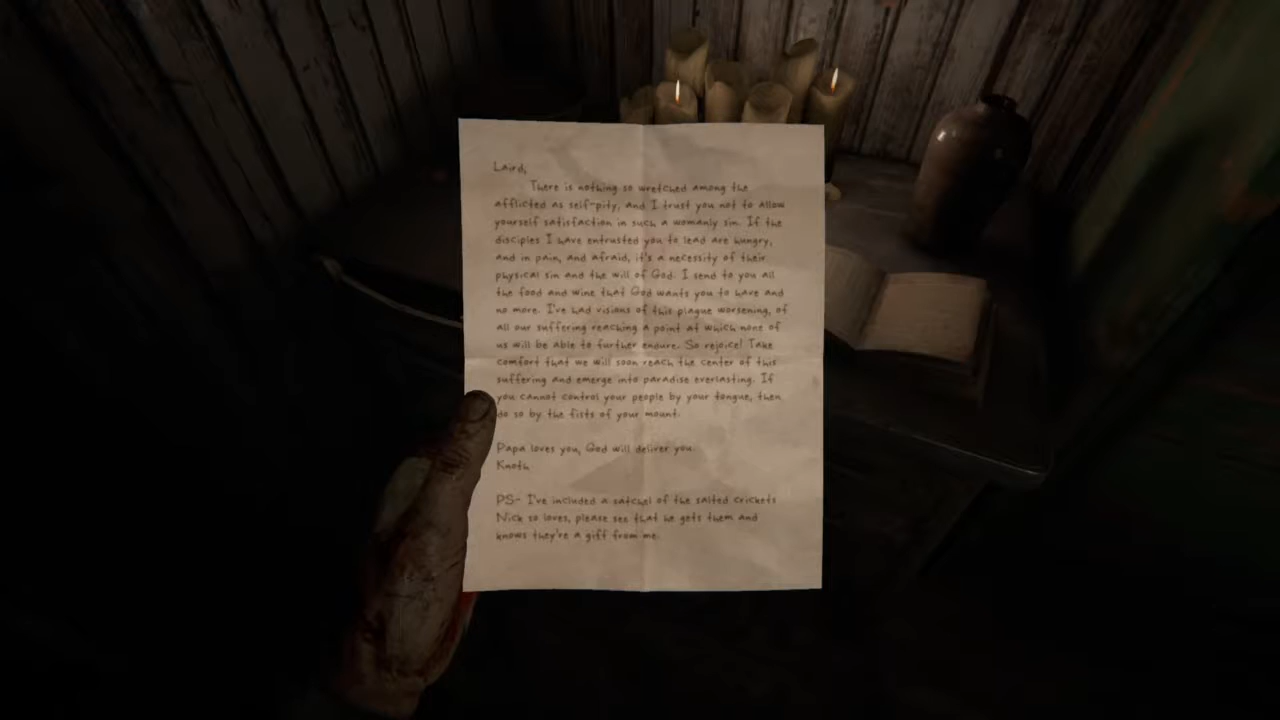 Laird,
There is nothing so wretched among the
afflicted as self-pity, and I trust you not to allow
yourself satisfaction in such a womanly sin. If the
disciples I have entrusted you to lead are hungry,
and in pain, and afraid, it's a necessity of their
physical sin and the will of God. I send to you all
the food and wine that God wants you to have and
no more. I've had visions of this plague worsening, of
all our suffering reaching a point at which none of
us will be able to further endure. So rejoice! Take
comfort that we will soon reach the center of this
suffering and emerge into paradise everlasting. If
you cannot control your people by your tongue, then
do so by the fists of your mount.
Papa loves you, God will deliver you.
Knoth
PS- I've included a satchel of the salted crickets
Nick so loves, please see that he gets them and
knows they're a gift from me.